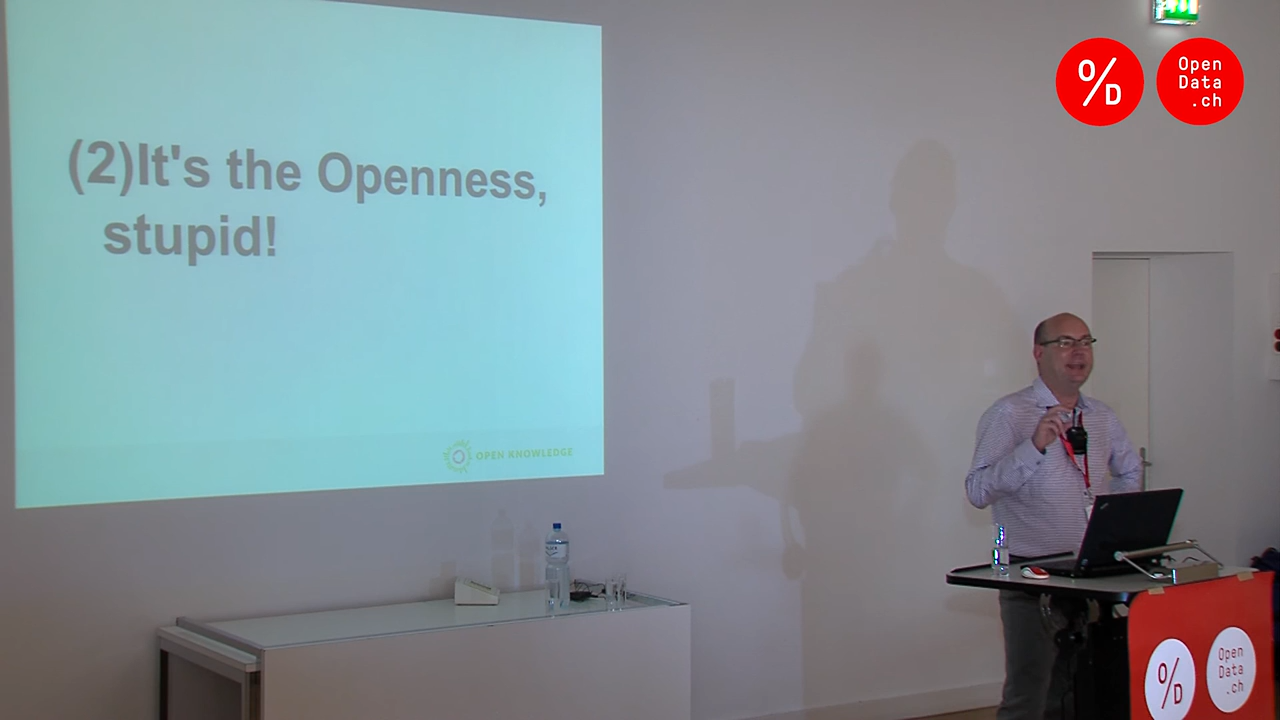 (2)It's the Openness,
stupid!
OPEN KNOWLEDGE
O/D
Open
Data
.ch
O/D
Open
Data
.ch